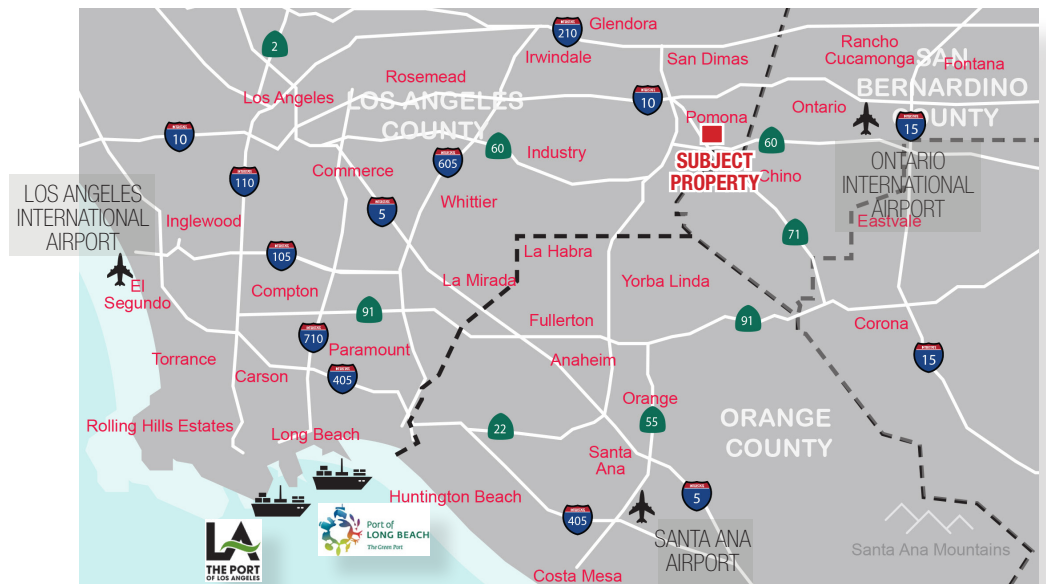 Glendora
210
2
Irwindale
San Dimas
Rancho
Cucamonga
SAN
BERNARDINO
COUNTY
Fontana
Rosemead
Los Angeles
LOS ANGELES
COUNTY
10
Ontario
Pomona
15
10
60
60
Industry
605
SUBJECT
PROPERTY
Chino
ONTARIO
INTERNATIONAL
AIRPORT
Commerce
110
LOS ANGELES
INTERNATIONAL
AIRPORT
Inglewood
5
Whittier
71
Eastvale
105
La Habra
El
Segundo
Compton
La Mirada
Yorba Linda
91
Fullerton
91
Corona
710
Paramount
15
Torrance
Carson
405
Anaheim
Orange
Rolling Hills Estates
Long Beach
22
55
ORANGE
COUNTY
Santa
Ana
Huntington Beach
5
405
LA
THE PORT
OF LOS ANGELES
Port of
LONG BEACH
The Green Port
SANTA ANA
AIRPORT
Santa Ana Mountains
Costa Mesa